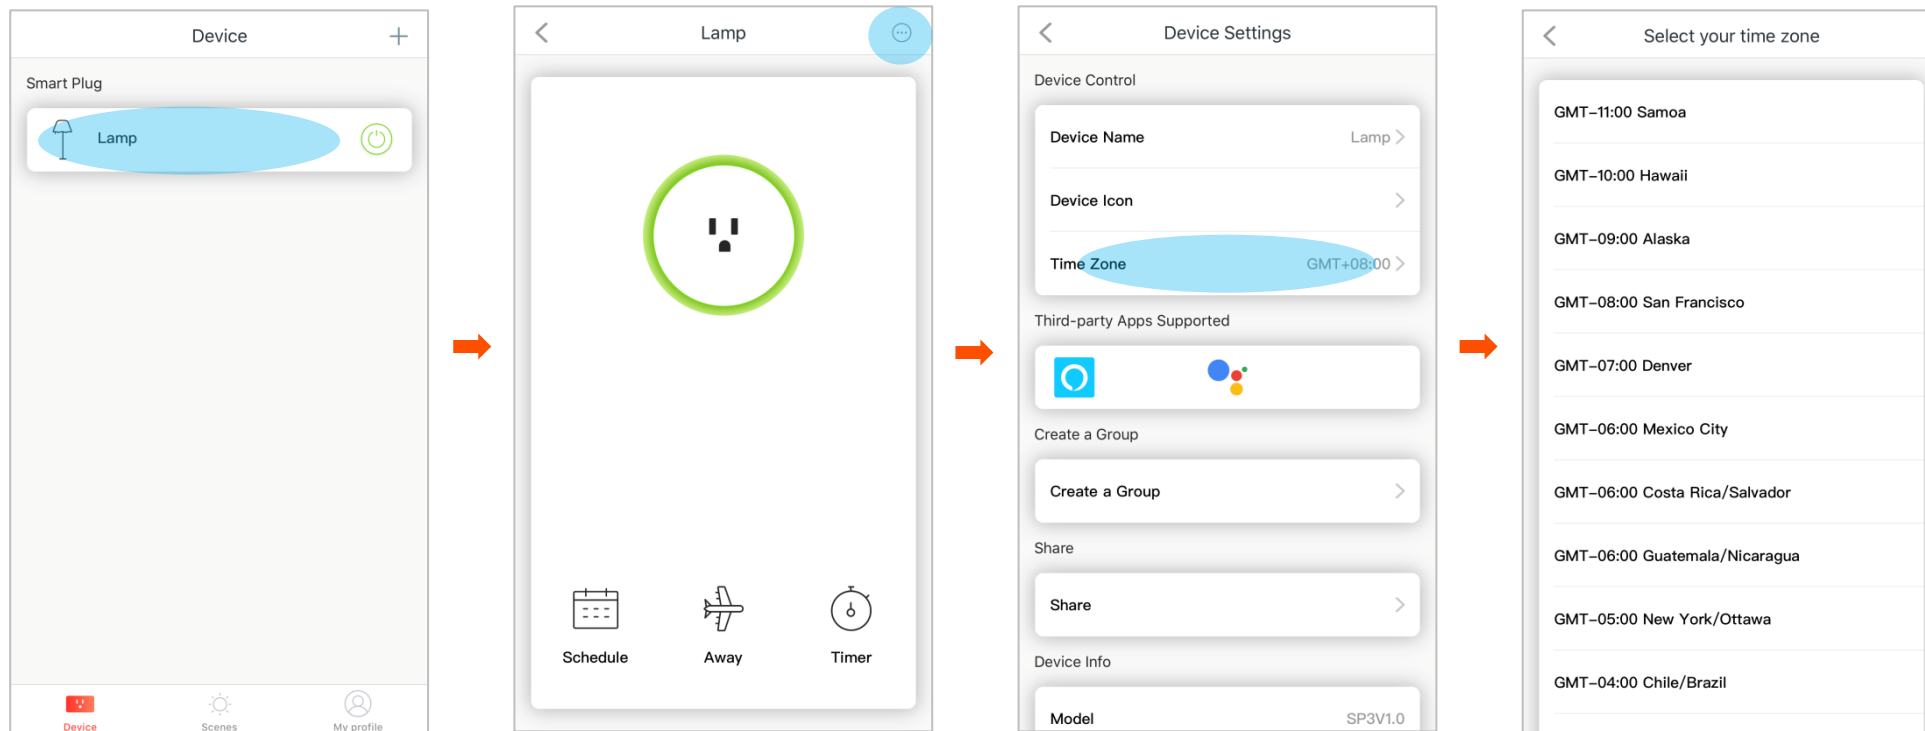 Device
Smart Plug
Lamp
Device
Scenes
My profile
Lamp
Schedule
Away
Timer
Device Settings
Device Control
Device Name Lamp
Device Icon
Time Zone GMT+08:00
Third-party Apps Supported
Create a Group
Create a Group
Share
Share
Device Info
Model SP3V1.0
Select your time zone
GMT-11:00 Samoa
GMT-10:00 Hawaii
GMT-09:00 Alaska
GMT-08:00 San Francisco
GMT-07:00 Denver
GMT-06:00 Mexico City
GMT-06:00 Costa Rica/Salvador
GMT-06:00 Guatemala/Nicaragua
GMT-05:00 New York/Ottawa
GMT-04:00 Chile/Brazil